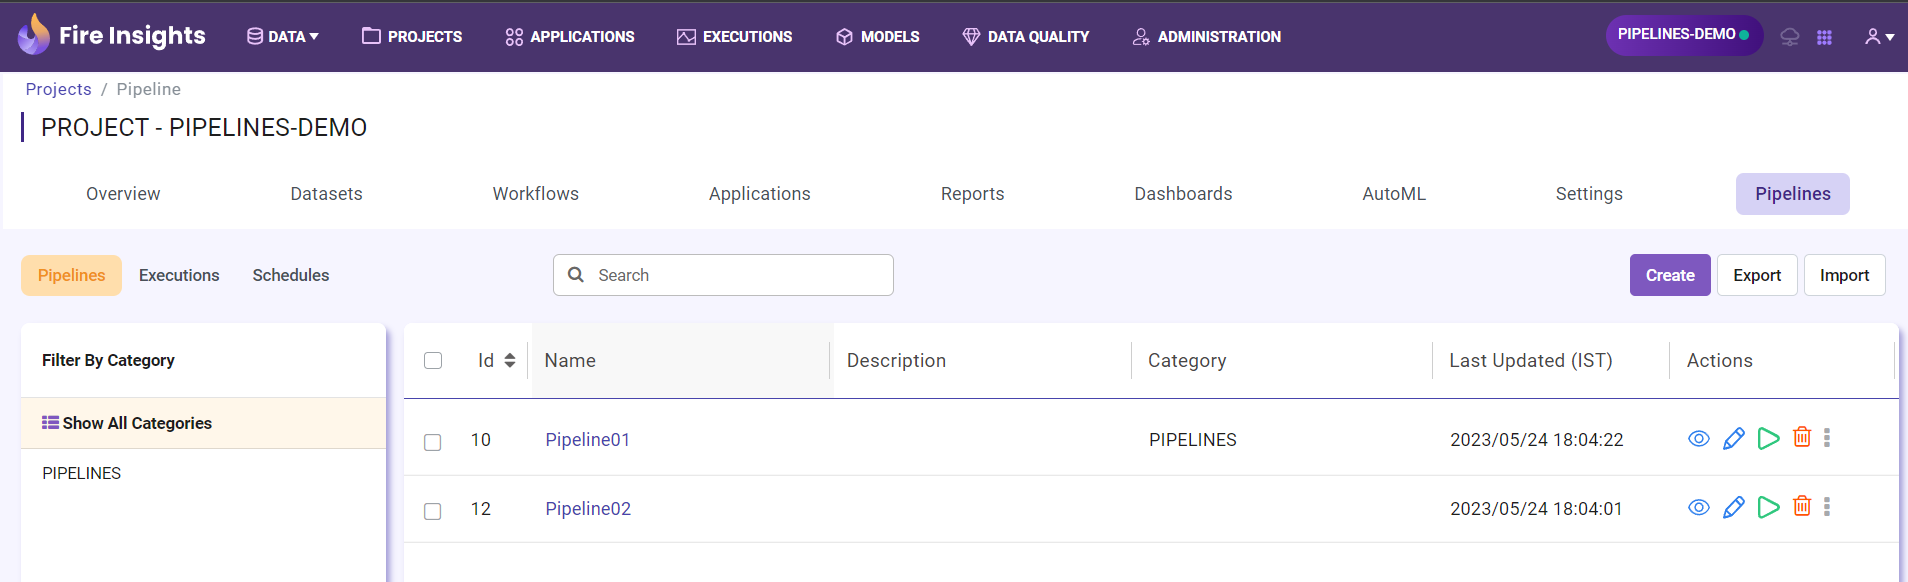 Fire Insights DATA PROJECTS APPLICATIONS EXECUTIONS MODELS DATA QUALITY ADMINISTRATION PIPELINES-DEMO
Projects / Pipeline
PROJECT - PIPELINES-DEMO
Overview Datasets Workflows Applications Reports Dashboards AutoML Settings Pipelines
Pipelines Executions Schedules Search Create Export Import
Filter By Category
Show All Categories
PIPELINES
Id Name Description Category Last Updated (IST) Actions
10 Pipeline01 PIPELINES 2023/05/24 18:04:22
12 Pipeline02 2023/05/24 18:04:01